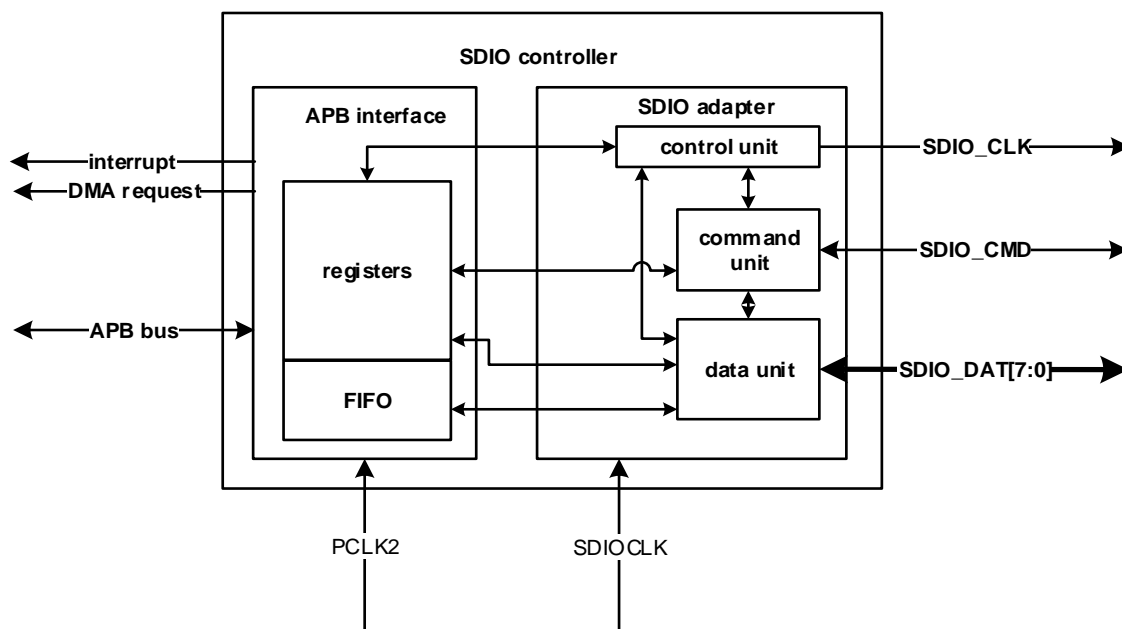 SDIO controller
APB interface
SDIO adapter
control unit
SDIO_CLK
interrupt
DMA request
registers
command
unit
SDIO_CMD
APB bus
data unit
SDIO_DAT[7:0]
FIFO
PCLK2
SDIOCLK